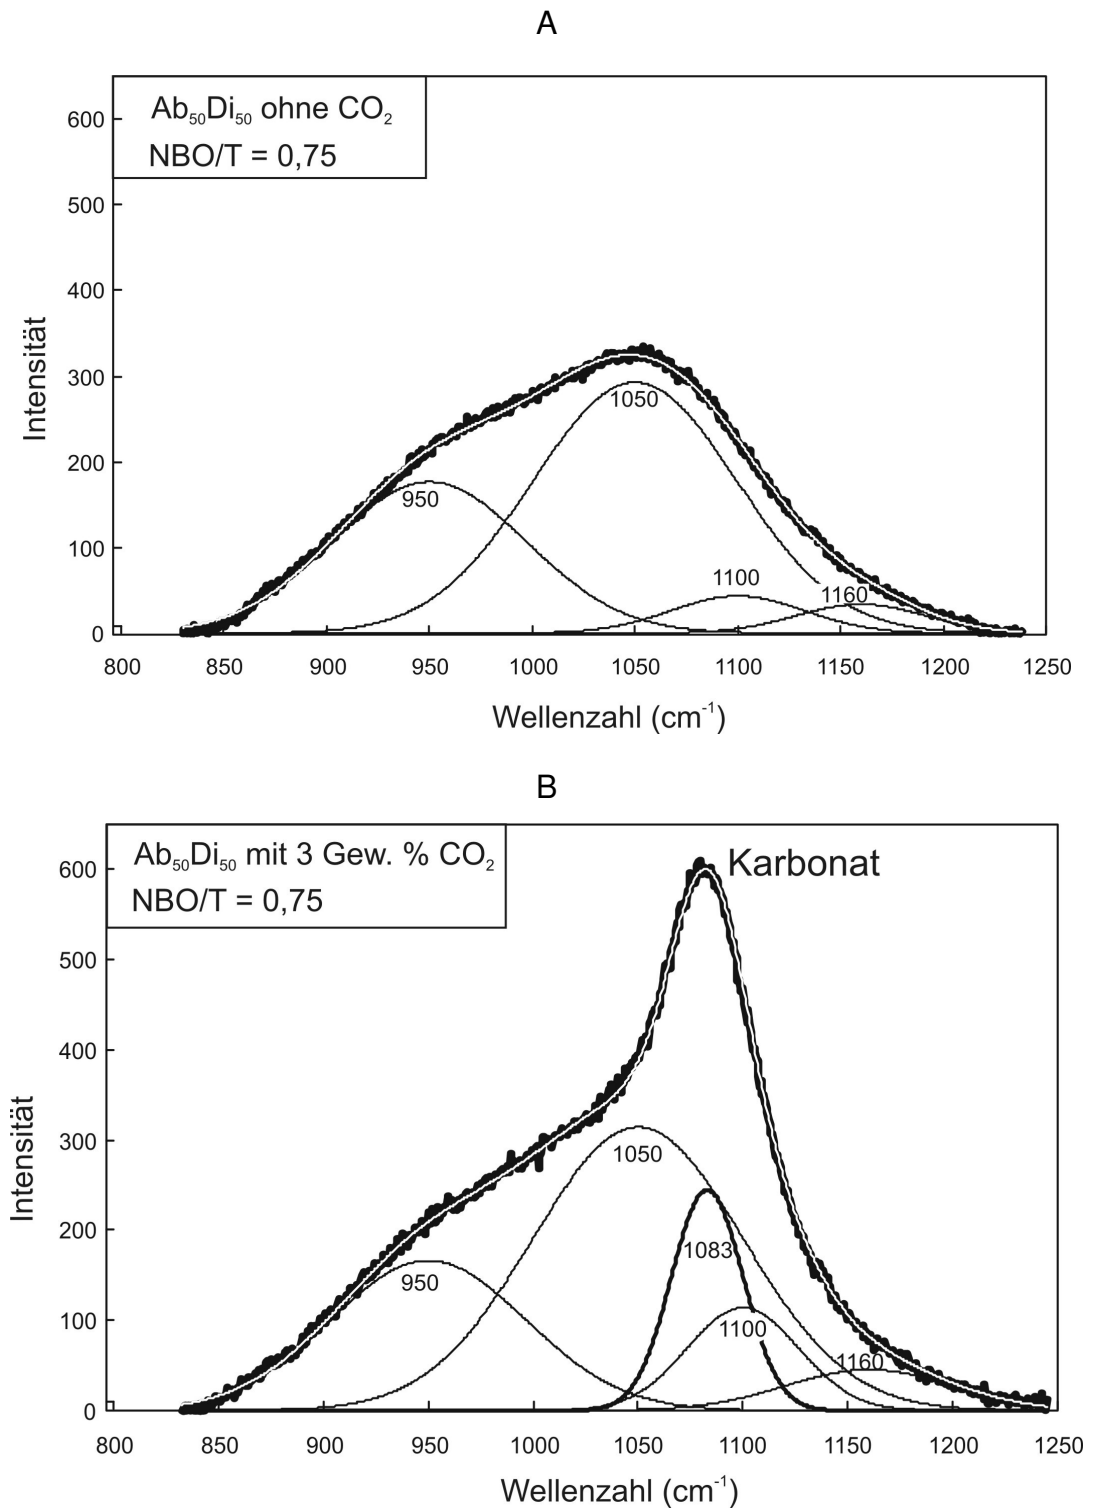 A
Ab₅₀Di₅₀ ohne CO₂
NBO/T = 0,75
600
500
400
300
200
100
0
Intensität
950
1050
1100
1160
800 850 900 950 1000 1050 1100 1150 1200 1250
Wellenzahl (cm⁻¹)
B
Ab₅₀Di₅₀ mit 3 Gew. % CO₂
NBO/T = 0,75
Karbonat
600
500
400
300
200
100
0
Intensität
950
1050
1083
1100
1160
800 850 900 950 1000 1050 1100 1150 1200 1250
Wellenzahl (cm⁻¹)